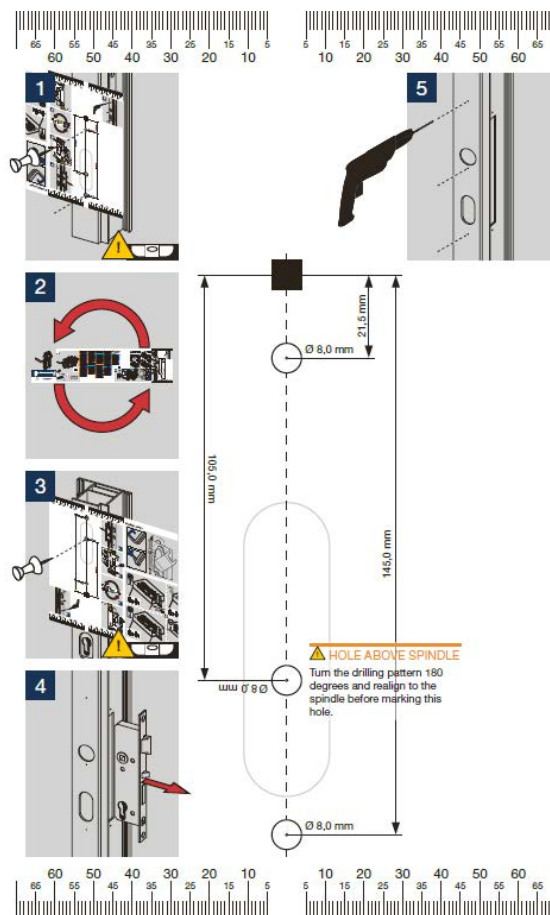 65 55 45 35 25 15 5 5 15 25 35 45 55 65
60 50 40 30 20 10 10 20 30 40 50 60
1
5
2
21,5 mm
Ø 8,0 mm
105,0 mm
3
145,0 mm
HOLE ABOVE SPINDLE
Turn the drilling pattern 180
degrees and realign to the
spindle before marking this
hole.
Ø 8,0 mm
4
Ø 8,0 mm
60 50 40 30 20 10 10 20 30 40 50 60
65 55 45 35 25 15 5 5 15 25 35 45 55 65